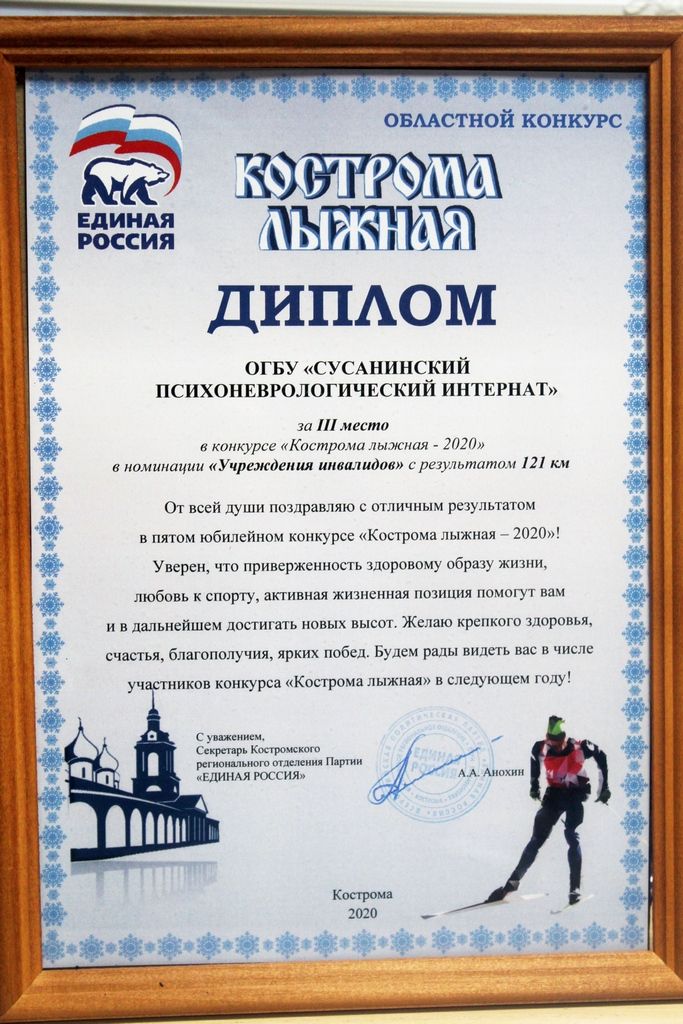 ОБЛАСТНОЙ КОНКУРС
ЕДИНАЯ
РОССИЯ
КОСТРОМА
ЛЫЖНАЯ
ДИПЛОМ
ОГБУ «СУСАНИНСКИЙ
ПСИХОНЕВРОЛОГИЧЕСКИЙ ИНТЕРНАТ»
за III место
в конкурсе «Кострома лыжная - 2020»
в номинации «Учреждения инвалидов» с результатом 121 км
От всей души поздравляю с отличным результатом
в пятом юбилейном конкурсе «Кострома лыжная – 2020»!
Уверен, что приверженность здоровому образу жизни,
любовь к спорту, активная жизненная позиция помогут вам
и в дальнейшем достигать новых высот. Желаю крепкого здоровья,
счастья, благополучия, ярких побед. Будем рады видеть вас в числе
участников конкурса «Кострома лыжная» в следующем году!
С уважением,
Секретарь Костромского
регионального отделения Партии
«ЕДИНАЯ РОССИЯ»
ЕДИНАЯ
РОССИЯ
А.А. Анохин
Кострома
2020